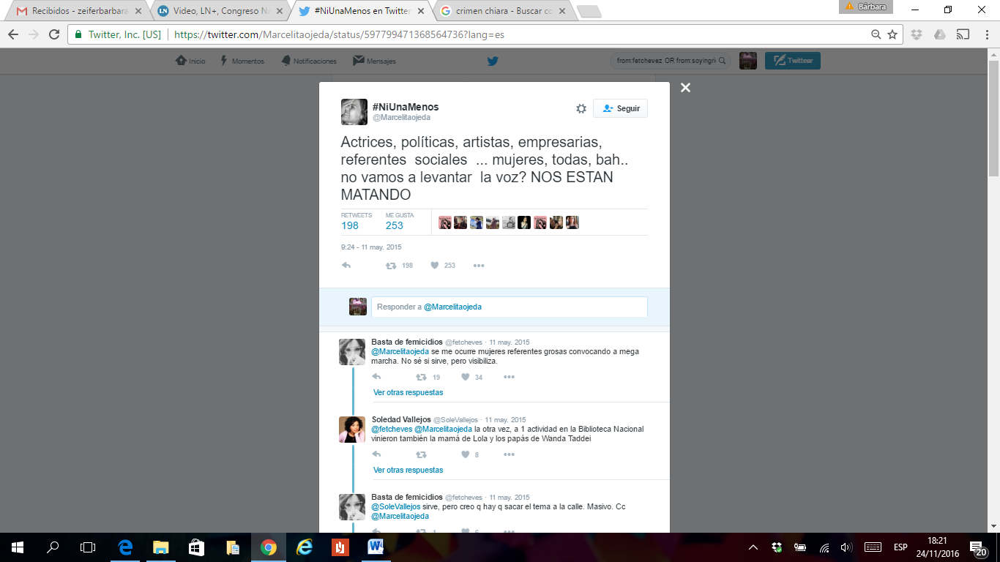 Recibidos - zeiferbarbara
Video, LN+, Congreso Na
#NiUnaMenos en Twitter
crimen chiara - Buscar co
Bárbara
Twitter, Inc. [US]
https://twitter.com/Marcelitaojeda/status/597799471368564736?lang=es
Inicio
Momentos
Notificaciones
Mensajes
from:fetchevez OR from:soyingri
Twittear
#NiUnaMenos
@Marcelitaojeda
Seguir
Actrices, políticas, artistas, empresarias,
referentes sociales ... mujeres, todas, bah..
no vamos a levantar la voz? NOS ESTAN
MATANDO
RETWEETS
198
ME GUSTA
253
9:24 - 11 may. 2015
198
253
Responder a @Marcelitaojeda
Basta de femicidios @fetcheves · 11 may. 2015
@Marcelitaojeda se me ocurre mujeres referentes grosas convocando a mega
marcha. No sé si sirve, pero visibiliza.
19
34
Ver otras respuestas
Soledad Vallejos @SoleVallejos · 11 may. 2015
@fetcheves @Marcelitaojeda la otra vez, a 1 actividad en la Biblioteca Nacional
vinieron también la mamá de Lola y los papás de Wanda Taddei
8
Ver otras respuestas
Basta de femicidios @fetcheves · 11 may. 2015
@SoleVallejos sirve, pero creo q hay q sacar el tema a la calle. Masivo. Cc
@Marcelitaojeda
1
6
ESP
18:21
24/11/2016
20